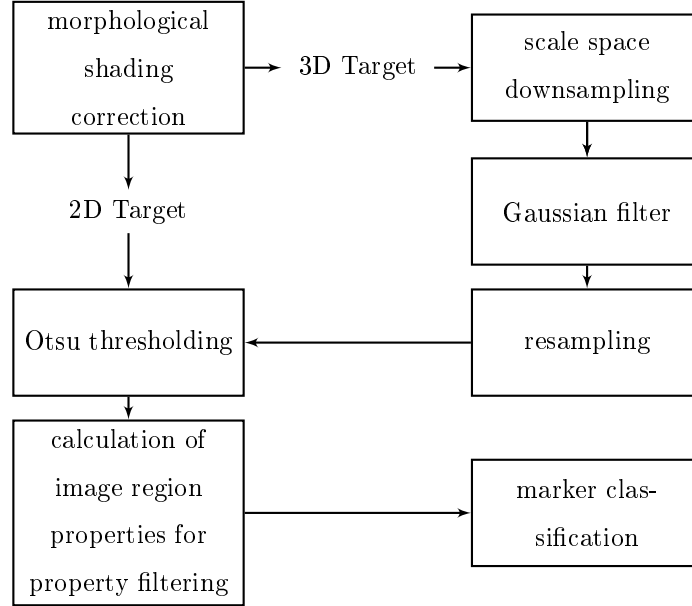 morphological
shading
correction
3D Target
scale space
downsampling
2D Target
Gaussian filter
Otsu thresholding
resampling
calculation of
image region
properties for
property filtering
marker clas-
sification